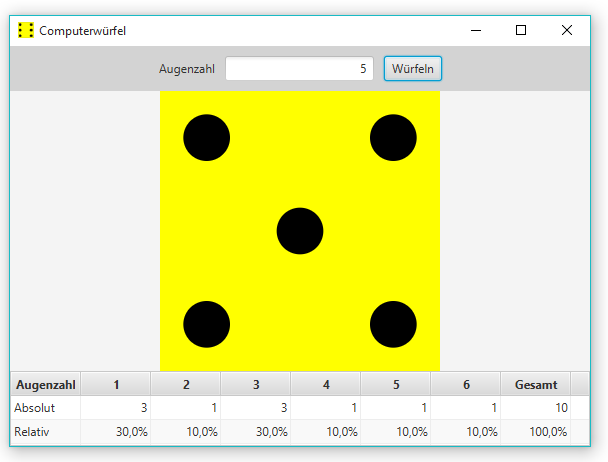 Computerwürfel
Augenzahl 5 Würfeln
Augenzahl 1 2 3 4 5 6 Gesamt
Absolut 3 1 3 1 1 1 10
Relativ 30,0% 10,0% 30,0% 10,0% 10,0% 10,0% 100,0%